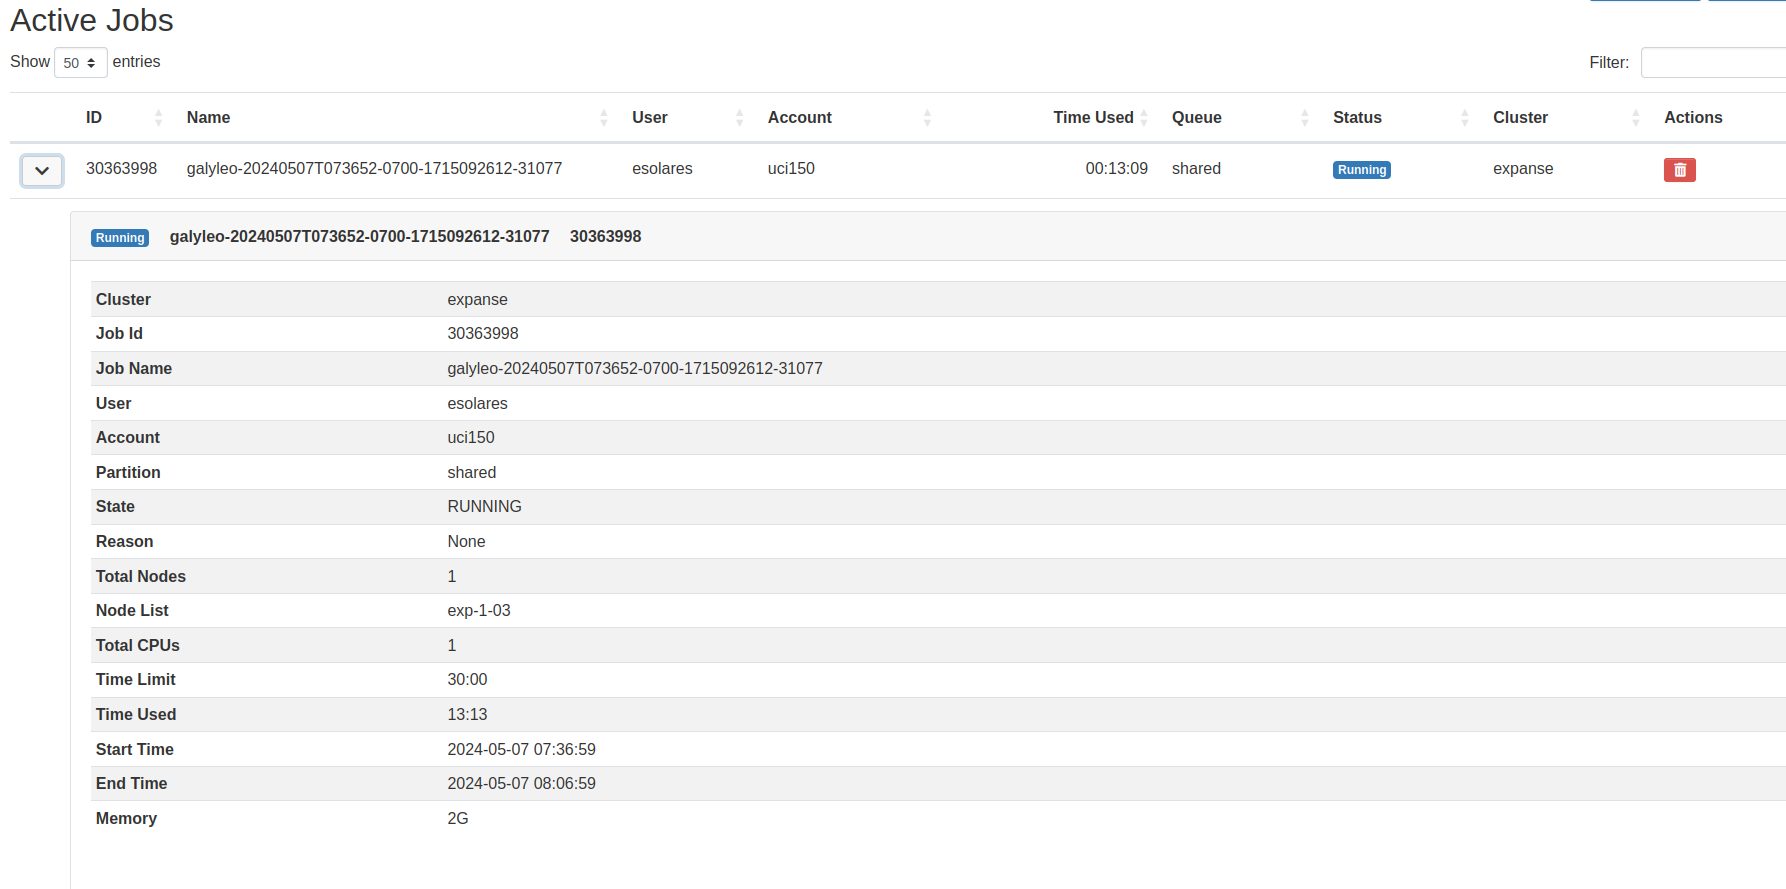 Active Jobs
Show 50 entries
Filter:
ID Name User Account Time Used Queue Status Cluster Actions
30363998 galyleo-20240507T073652-0700-1715092612-31077 esolares uci150 00:13:09 shared Running expanse
Running galyleo-20240507T073652-0700-1715092612-31077 30363998
Cluster expanse
Job Id 30363998
Job Name galyleo-20240507T073652-0700-1715092612-31077
User esolares
Account uci150
Partition shared
State RUNNING
Reason None
Total Nodes 1
Node List exp-1-03
Total CPUs 1
Time Limit 30:00
Time Used 13:13
Start Time 2024-05-07 07:36:59
End Time 2024-05-07 08:06:59
Memory 2G